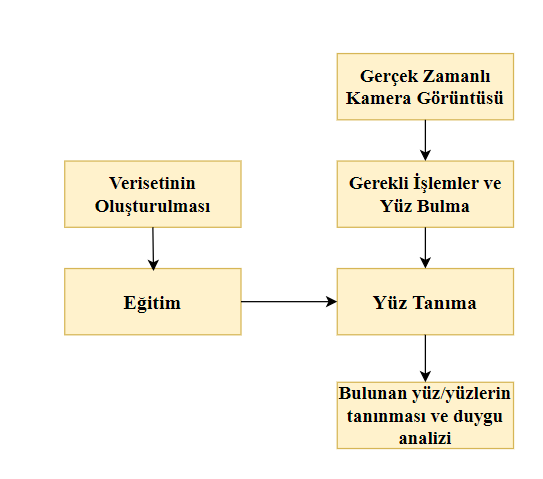 Gerçek Zamanlı
Kamera Görüntüsü
Verisetinin
Oluşturulması
Gerekli İşlemler ve
Yüz Bulma
Eğitim
Yüz Tanıma
Bulunan yüz/yüzlerin
tanınması ve duygu
analizi